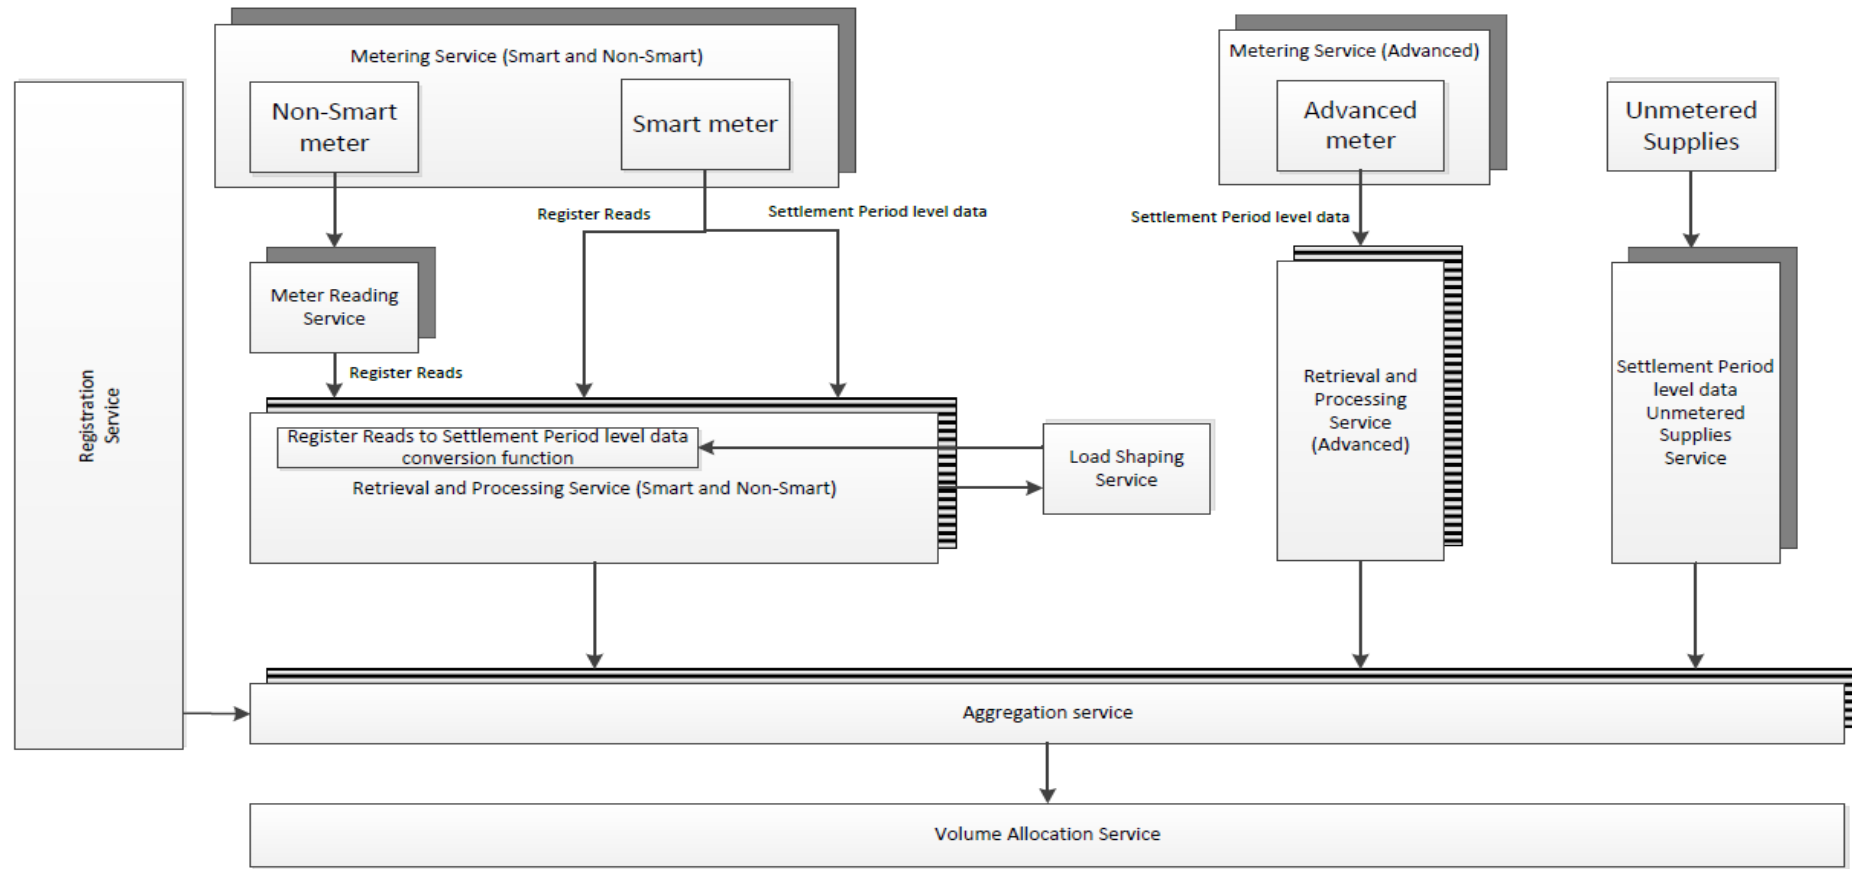 Metering Service (Smart and Non-Smart)
Metering Service (Advanced)
Non-Smart
meter
Smart meter
Advanced
meter
Unmetered
Supplies
Register Reads
Settlement Period level data
Settlement Period level data
Meter Reading
Service
Register Reads
Registration
Service
Register Reads to Settlement Period level data
conversion function
Retrieval and Processing Service (Smart and Non-Smart)
Load Shaping
Service
Retrieval and
Processing
Service
(Advanced)
Settlement Period
level data
Unmetered
Supplies
Service
Aggregation service
Volume Allocation Service